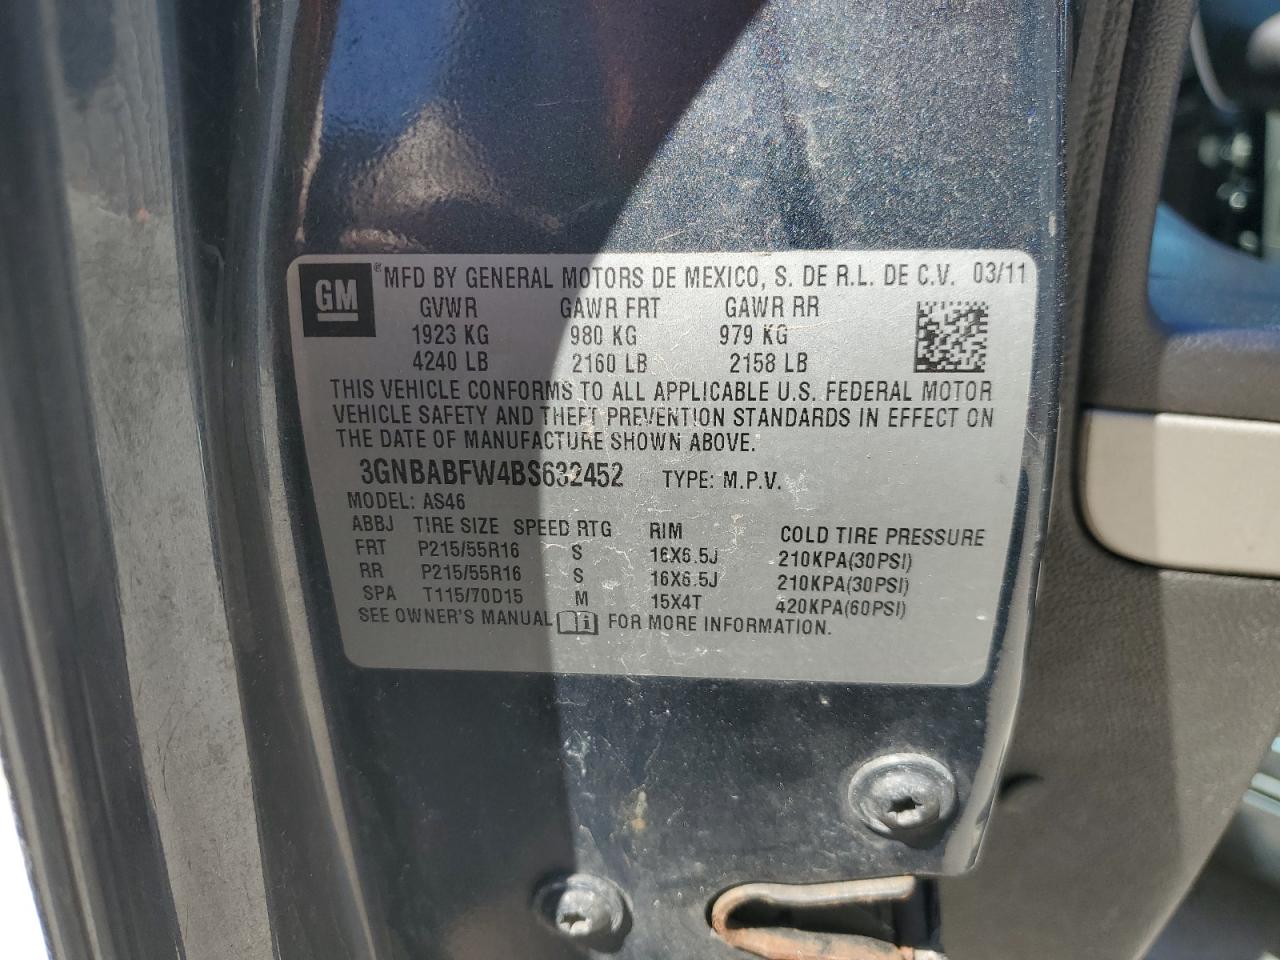 GM ® MFD BY GENERAL MOTORS DE MEXICO, S. DE R.L. DE C.V. 03/11
GVWR GAWR FRT GAWR RR
1923 KG 980 KG 979 KG
4240 LB 2160 LB 2158 LB
THIS VEHICLE CONFORMS TO ALL APPLICABLE U.S. FEDERAL MOTOR
VEHICLE SAFETY AND THEFT PREVENTION STANDARDS IN EFFECT ON
THE DATE OF MANUFACTURE SHOWN ABOVE.
3GNBABFW4BS632452 TYPE: M.P.V.
MODEL: AS46
ABBJ TIRE SIZE SPEED RTG RIM COLD TIRE PRESSURE
FRT P215/55R16 S 16X6.5J 210KPA(30PSI)
RR P215/55R16 S 16X6.5J 210KPA(30PSI)
SPA T115/70D15 M 15X4T 420KPA(60PSI)
SEE OWNER'S MANUAL i FOR MORE INFORMATION.